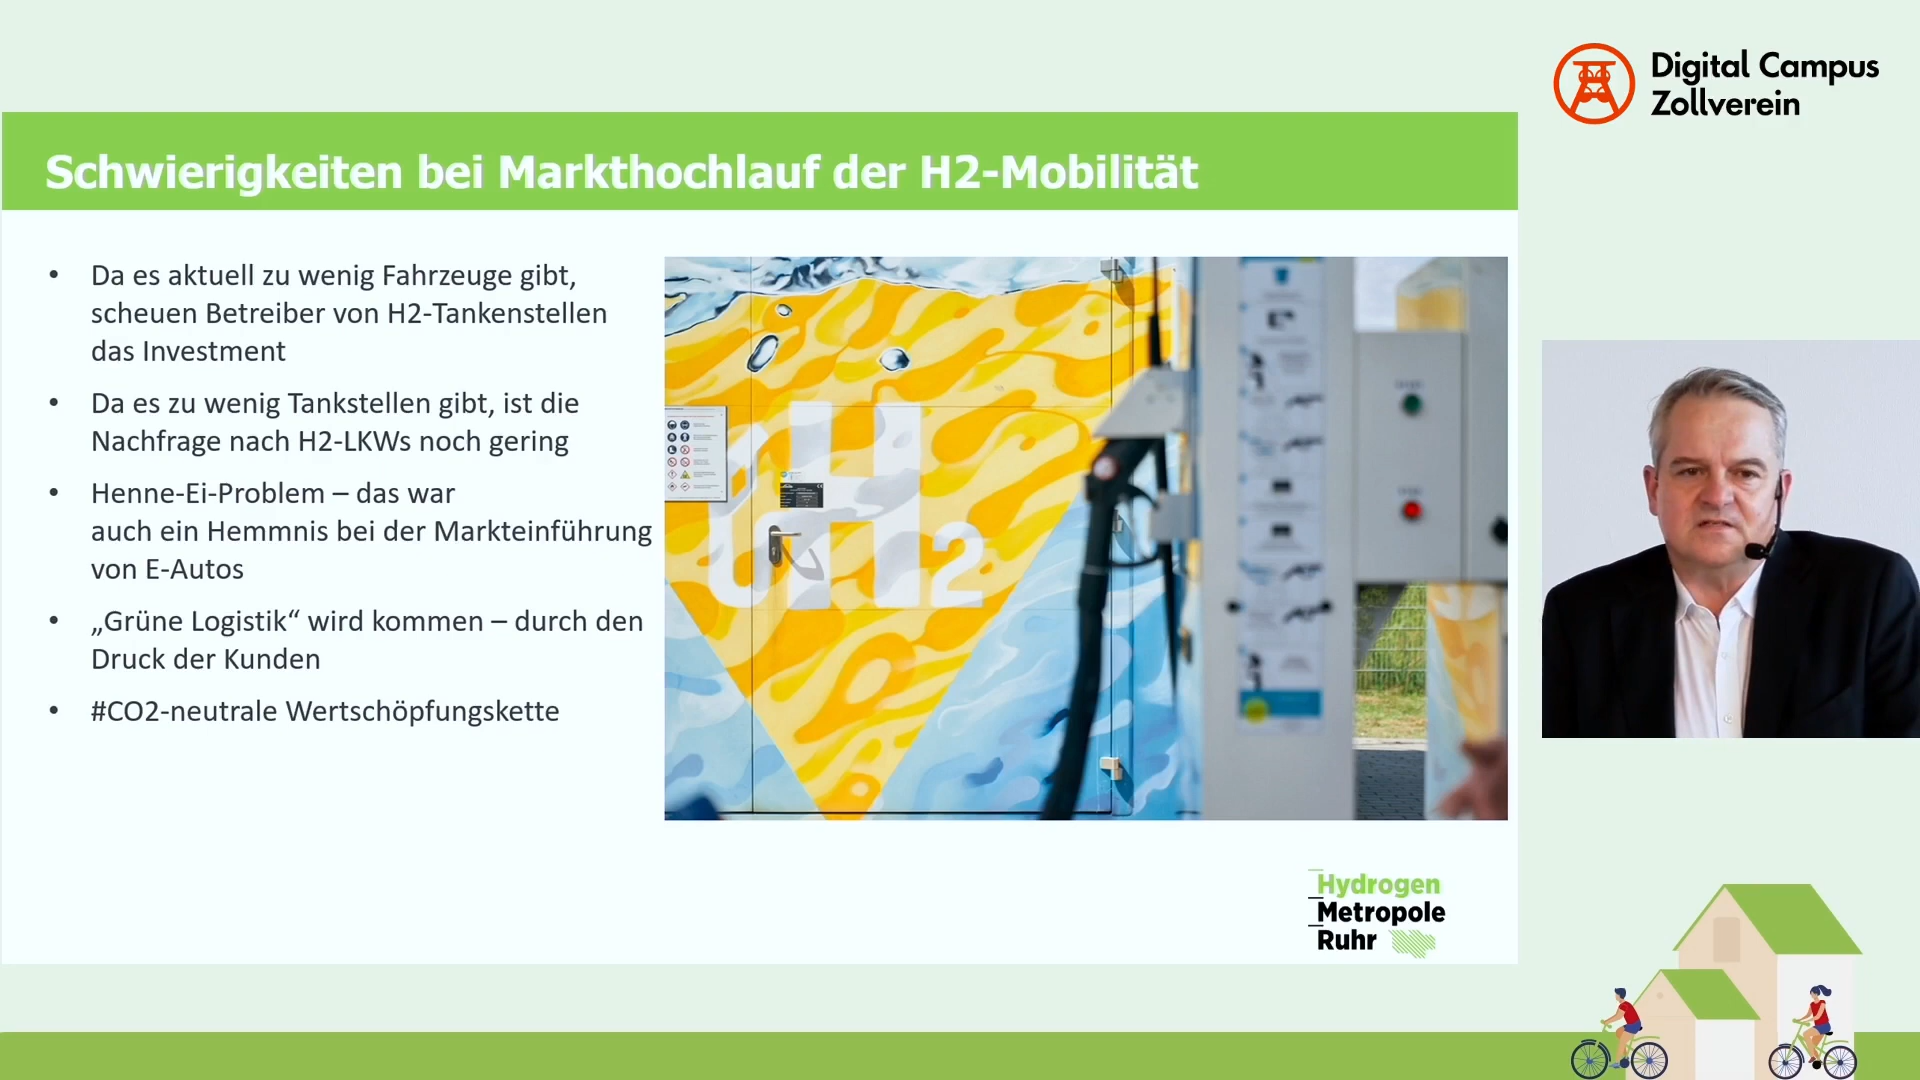 Digital Campus
Zollverein
Schwierigkeiten bei Markthochlauf der H2-Mobilität
• Da es aktuell zu wenig Fahrzeuge gibt,
scheuen Betreiber von H2-Tankenstellen
das Investment
• Da es zu wenig Tankstellen gibt, ist die
Nachfrage nach H2-LKWs noch gering
• Henne-Ei-Problem – das war
auch ein Hemmnis bei der Markteinführung
von E-Autos
• „Grüne Logistik“ wird kommen – durch den
Druck der Kunden
• #CO2-neutrale Wertschöpfungskette
H2
Hydrogen
Metropole
Ruhr